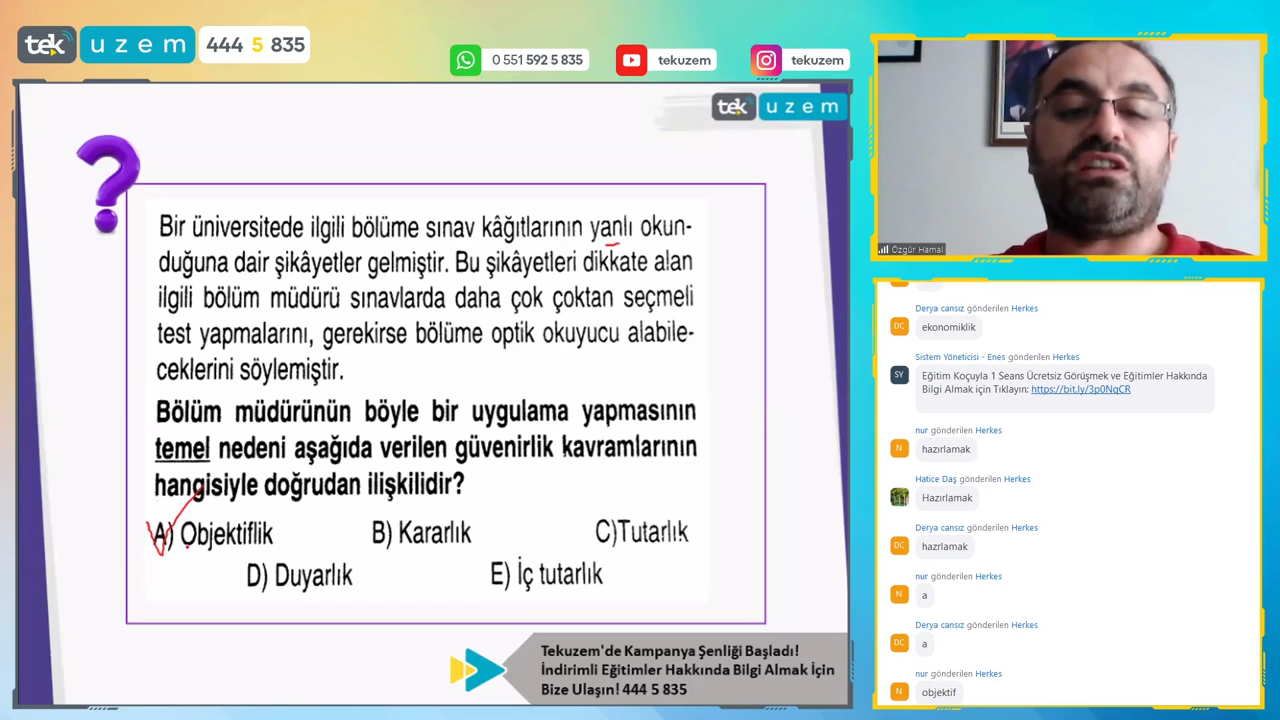 tek uzem 444 5 835
0 551 592 5 835
tekuzem
tekuzem
tek uzem
Bir üniversitede ilgili bölüme sınav kâğıtlarının yanlı okun-
duğuna dair şikâyetler gelmiştir. Bu şikâyetleri dikkate alan
ilgili bölüm müdürü sınavlarda daha çok çoktan seçmeli
test yapmalarını, gerekirse bölüme optik okuyucu alabile-
ceklerini söylemiştir.
Bölüm müdürünün böyle bir uygulama yapmasının
temel nedeni aşağıda verilen güvenirlik kavramlarının
hangisiyle doğrudan ilişkilidir?
A) Objektiflik B) Kararlık C)Tutarlık
D) Duyarlık E) İç tutarlık
Tekuzem'de Kampanya Şenliği Başladı!
İndirimli Eğitimler Hakkında Bilgi Almak İçin
Bize Ulaşın! 444 5 835
Özgür Hamal
Derya cansız gönderilen Herkes
DC ekonomiklik
Sistem Yöneticisi - Enes gönderilen Herkes
SY Eğitim Koçuyla 1 Seans Ücretsiz Görüşmek ve Eğitimler Hakkında
Bilgi Almak için Tıklayın: https://bit.ly/3p0NqCR
nur gönderilen Herkes
N hazırlamak
Hatice Daş gönderilen Herkes
Hazırlamak
Derya cansız gönderilen Herkes
DC hazrlamak
nur gönderilen Herkes
N a
Derya cansız gönderilen Herkes
DC a
nur gönderilen Herkes
N objektif